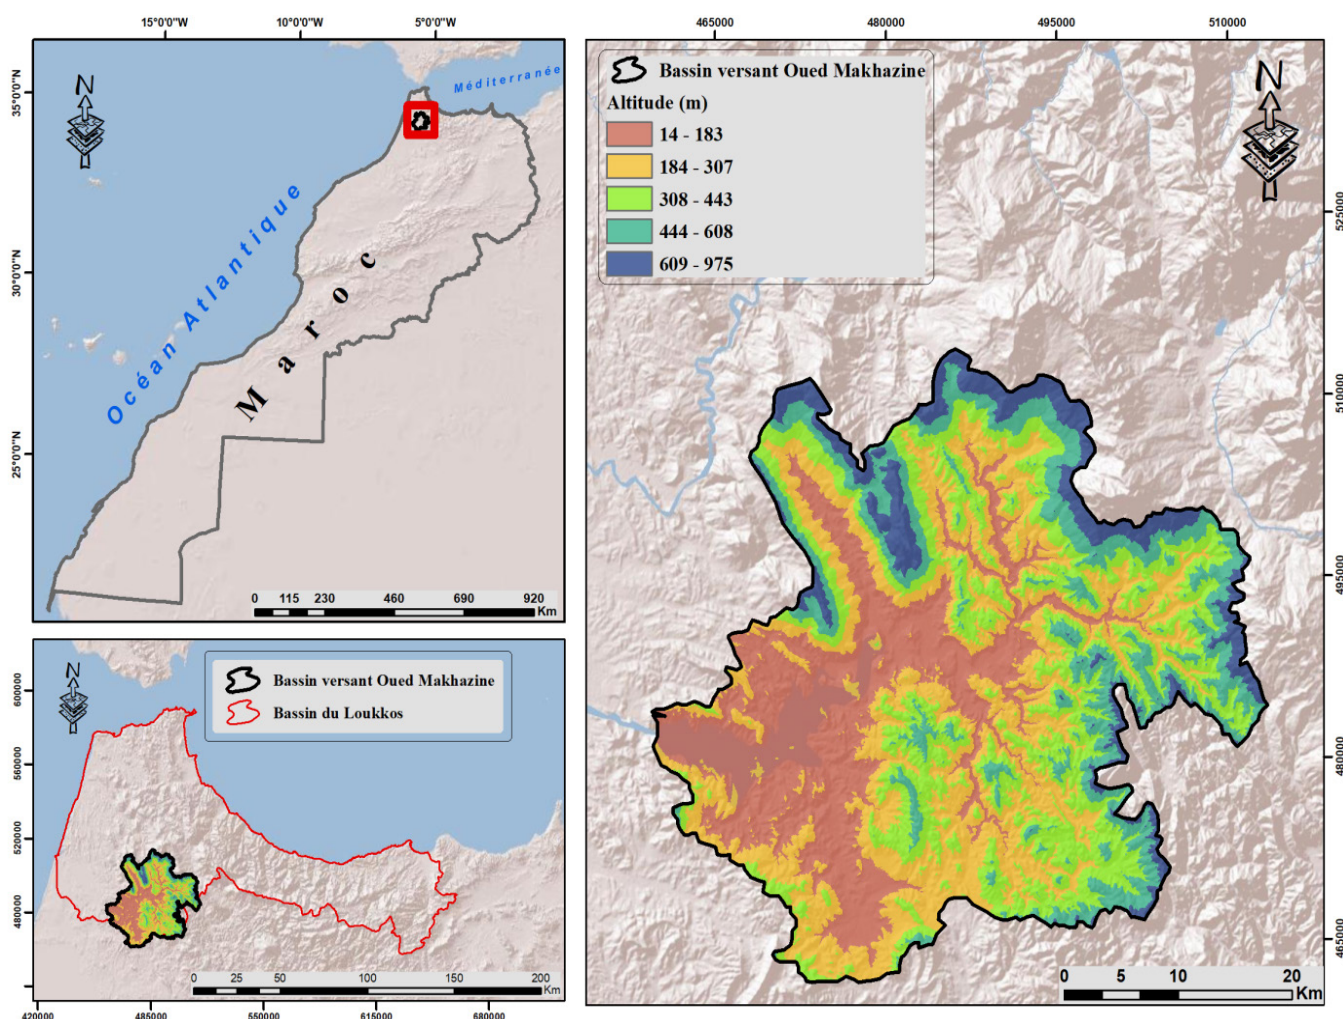 15°0'0"W 10°0'0"W 5°0'0"W
35°0'0"N
30°0'0"N
25°0'0"N
N
Méditerranée
Océan Atlantique
Maroc
0 115 230 460 690 920
Km
N
Bassin versant Oued Makhazine
Bassin du Loukkos
6000000
5600000
5200000
480000
0 25 50 100 150 200
Km
420000 485000 550000 615000 680000
465000 480000 495000 510000
Bassin versant Oued Makhazine
Altitude (m)
14 - 183
184 - 307
308 - 443
444 - 608
609 - 975
N
525000
510000
495000
480000
465000
0 5 10 20
Km